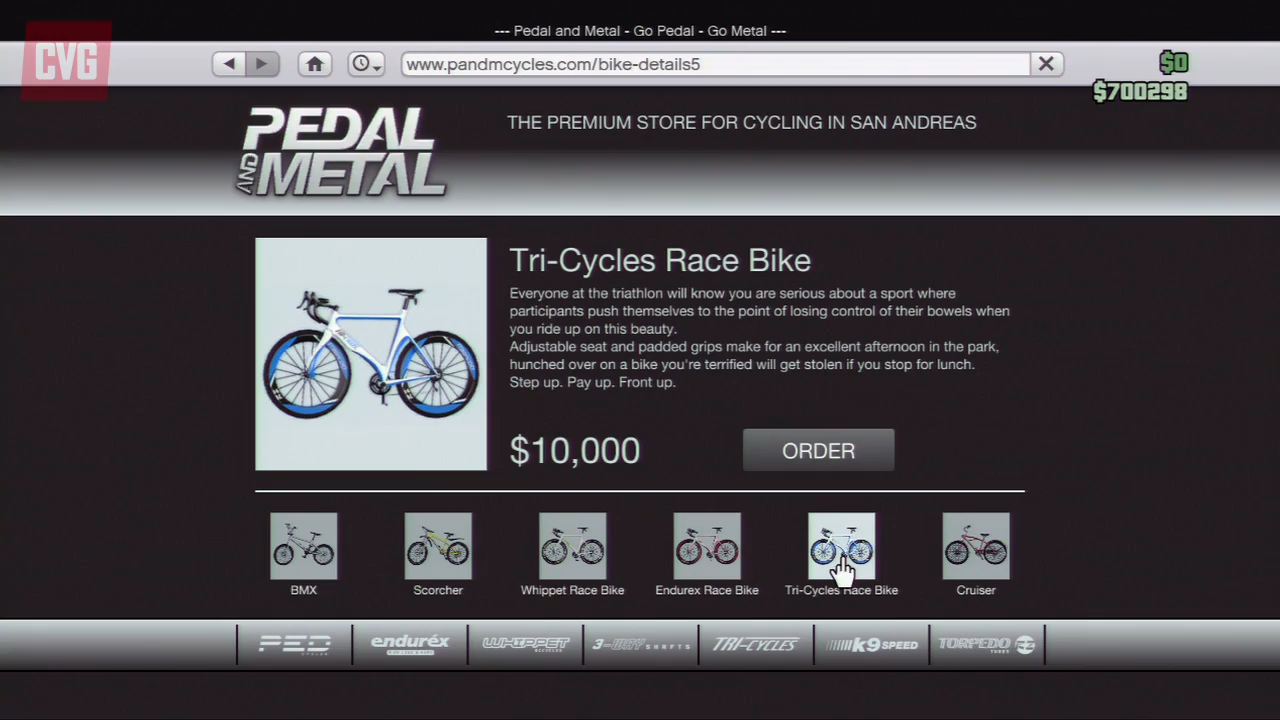 --- Pedal and Metal - Go Pedal - Go Metal ---
CVG
www.pandmcycles.com/bike-details5
$0
$700298
PEDAL
AND METAL
THE PREMIUM STORE FOR CYCLING IN SAN ANDREAS
Tri-Cycles Race Bike
Everyone at the triathlon will know you are serious about a sport where
participants push themselves to the point of losing control of their bowels when
you ride up on this beauty.
Adjustable seat and padded grips make for an excellent afternoon in the park,
hunched over on a bike you're terrified will get stolen if you stop for lunch.
Step up. Pay up. Front up.
$10,000
ORDER
BMX
Scorcher
Whippet Race Bike
Endurex Race Bike
Tri-Cycles Race Bike
Cruiser
PED
enduréx
WHIPPET
3-WAY SHAFTS
TRI-CYCLES
k9 SPEED
TORPEDO